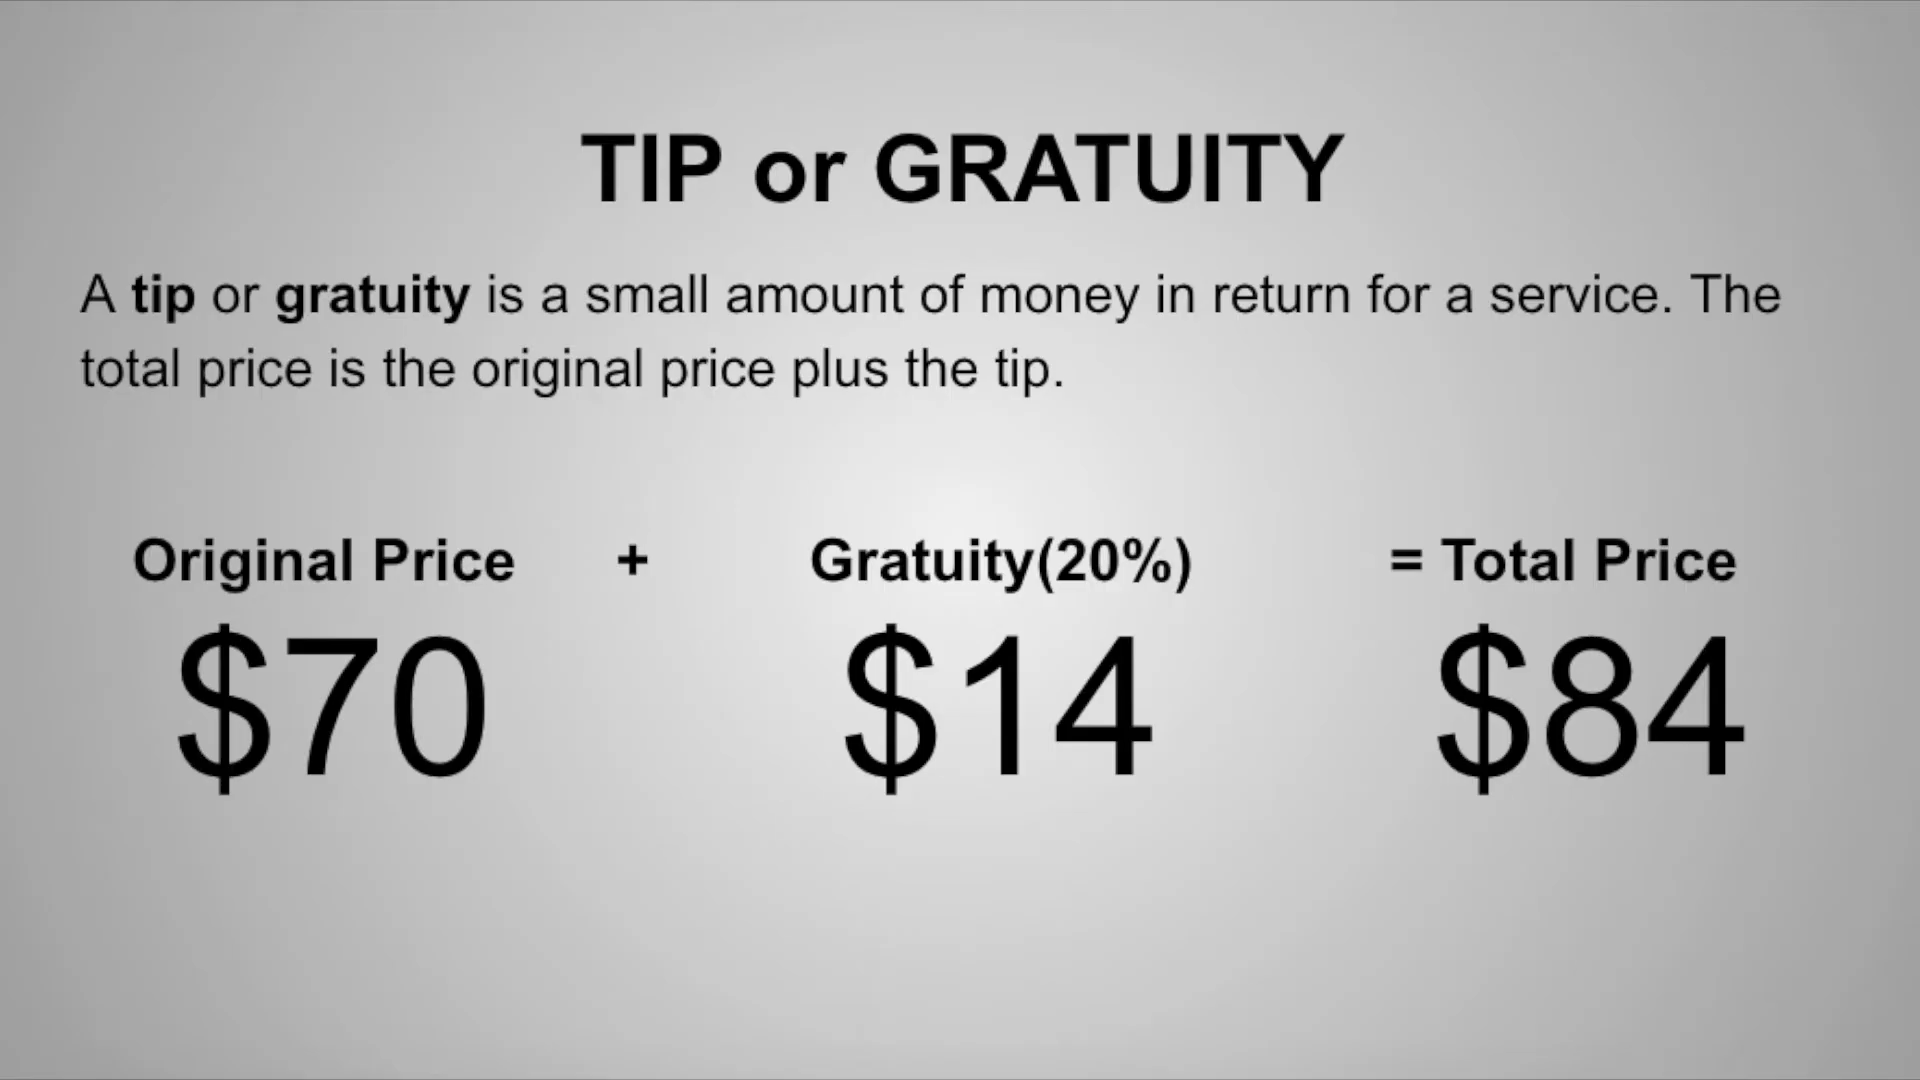 TIP or GRATUITY
A tip or gratuity is a small amount of money in return for a service. The
total price is the original price plus the tip.
Original Price + Gratuity(20%) = Total Price
$70 $14 $84